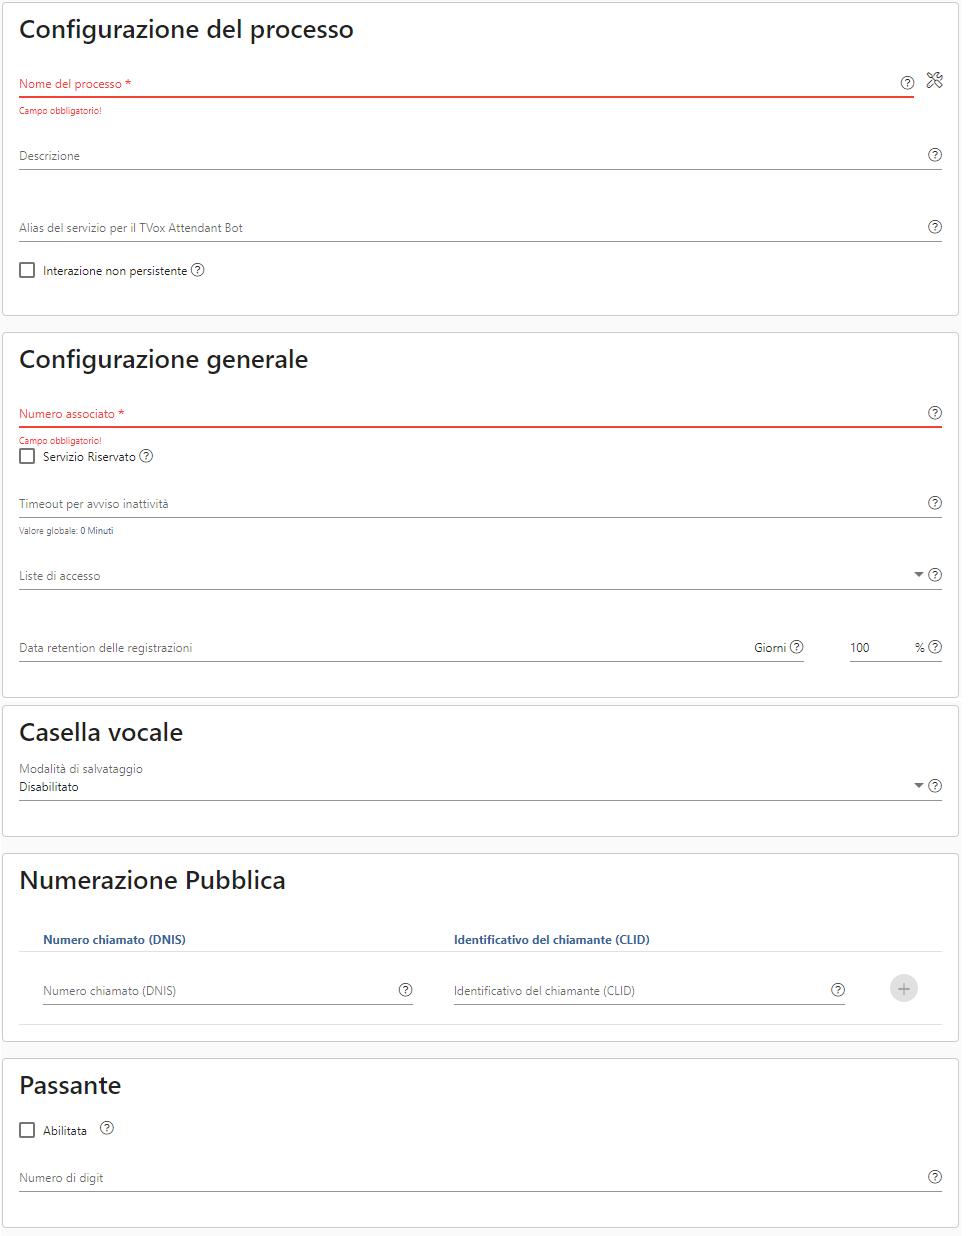 Configurazione del processo
Nome del processo *
Campo obbligatorio!
Descrizione
Alias del servizio per il TVox Attendant Bot
Interazione non persistente
Configurazione generale
Numero associato *
Campo obbligatorio!
Servizio Riservato
Timeout per avviso inattività
Valore globale: 0 Minuti
Liste di accesso
Data retention delle registrazioni Giorni 100 %
Casella vocale
Modalità di salvataggio
Disabilitato
Numerazione Pubblica
Numero chiamato (DNIS) Identificativo del chiamante (CLID)
Numero chiamato (DNIS) Identificativo del chiamante (CLID)
Passante
Abilitata
Numero di digit